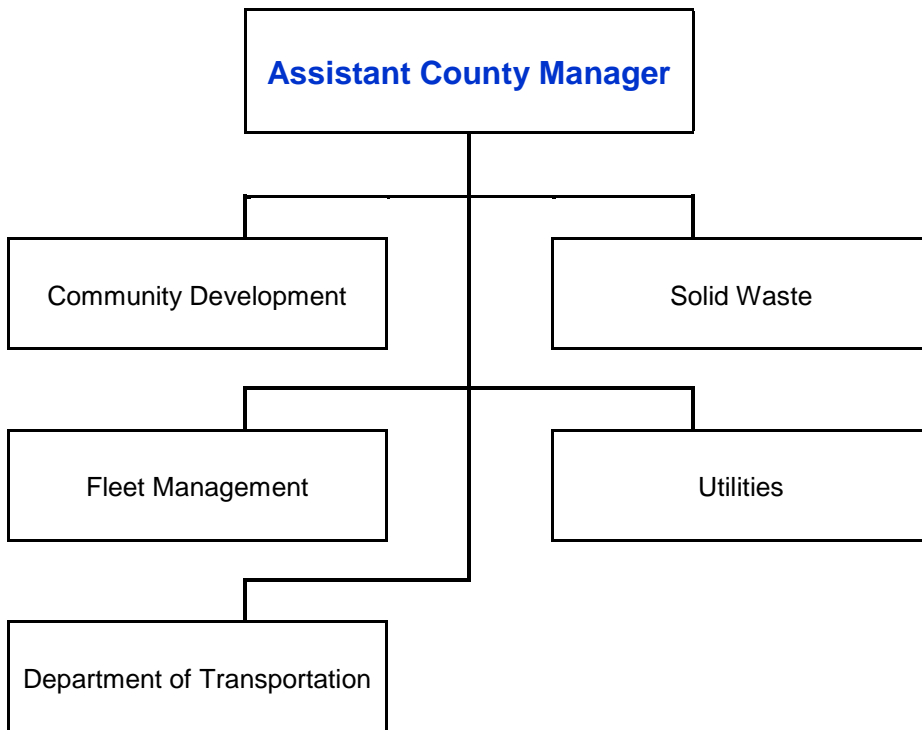 Assistant County Manager
Community Development
Solid Waste
Fleet Management
Utilities
Department of Transportation